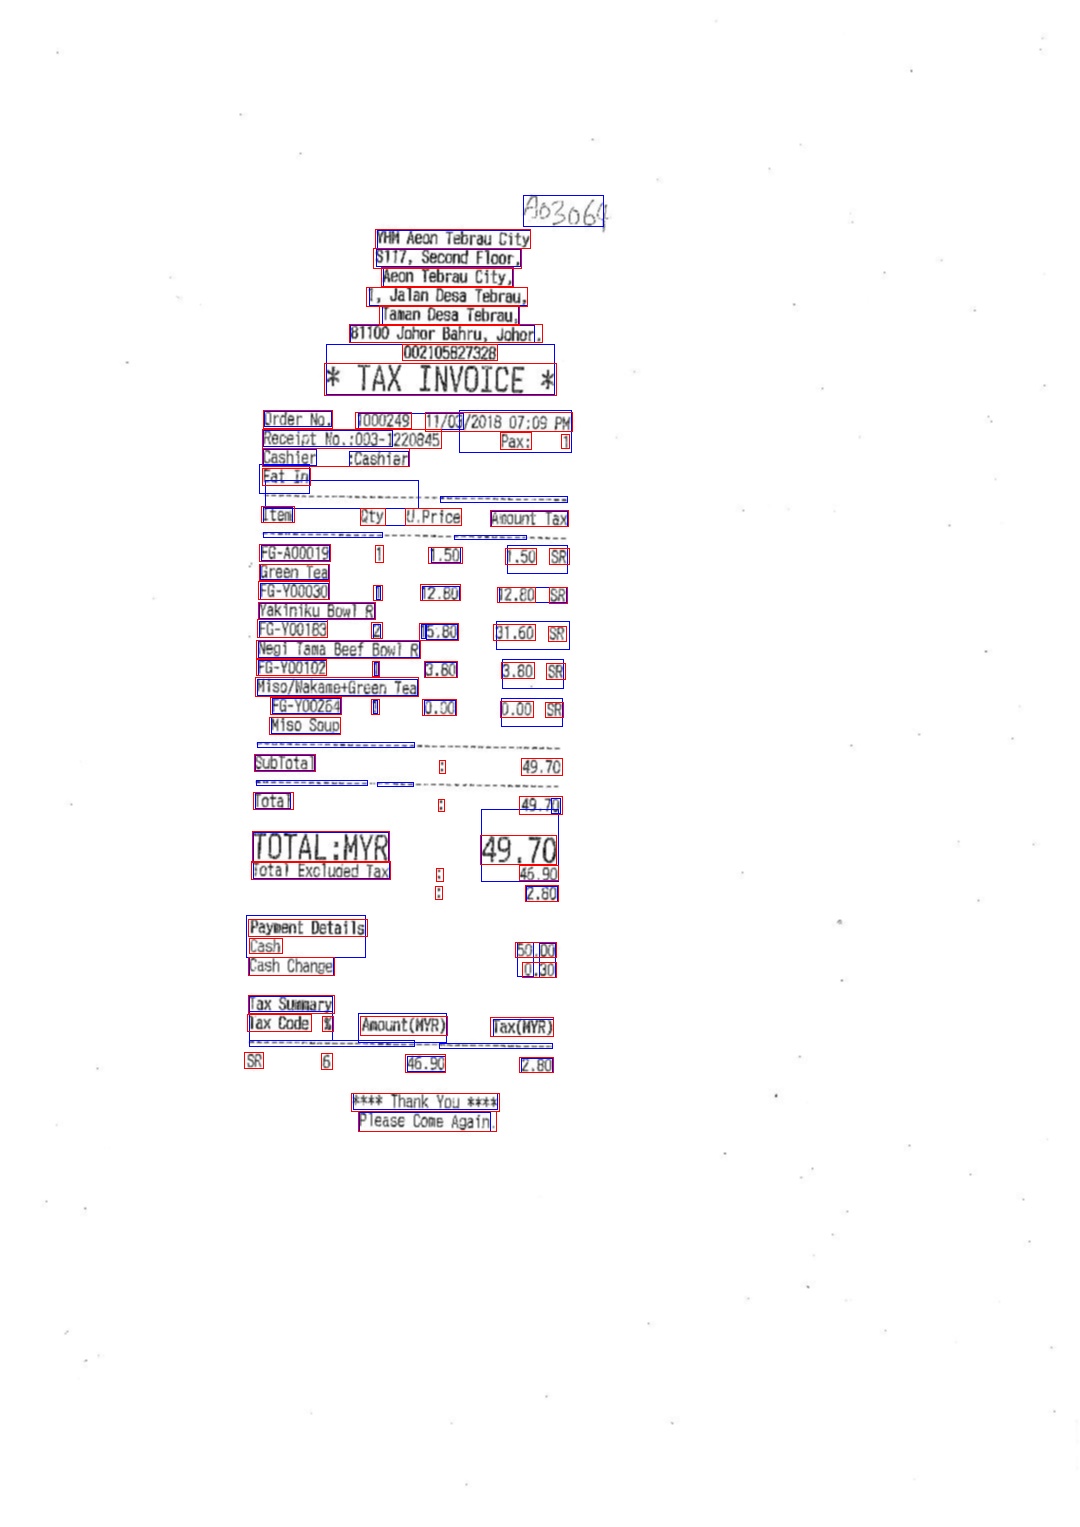 A03064
YHM Aeon Tebrau City
S117, Second Floor,
Aeon Tebrau City,
1, Jalan Desa Tebrau,
Taman Desa Tebrau,
81100 Johor Bahru, Johor.
002105827328
* TAX INVOICE *
Order No. 1000249 11/03/2018 07:09 PM
Receipt No.:003-1220845 Pax: 1
Cashier :Cashier
Eat In
Item Qty U.Price Amount Tax
FG-A00019 1 1.50 1.50 SR
Green Tea
FG-Y00030 1 12.80 12.80 SR
Yakiniku Bowl R
FG-Y00183 2 15.80 31.60 SR
Negi Tama Beef Bowl R
FG-Y00102 1 3.80 3.80 SR
Miso/Wakame+Green Tea
FG-Y00264 1 0.00 0.00 SR
Miso Soup
SubTotal : 49.70
Total : 49.70
TOTAL:MYR 49.70
Total Excluded Tax : 46.90
: 2.80
Payment Details
Cash 50.00
Cash Change 0.30
Tax Summary
Tax Code % Amount(MYR) Tax(MYR)
SR 6 46.90 2.80
**** Thank You ****
Please Come Again.